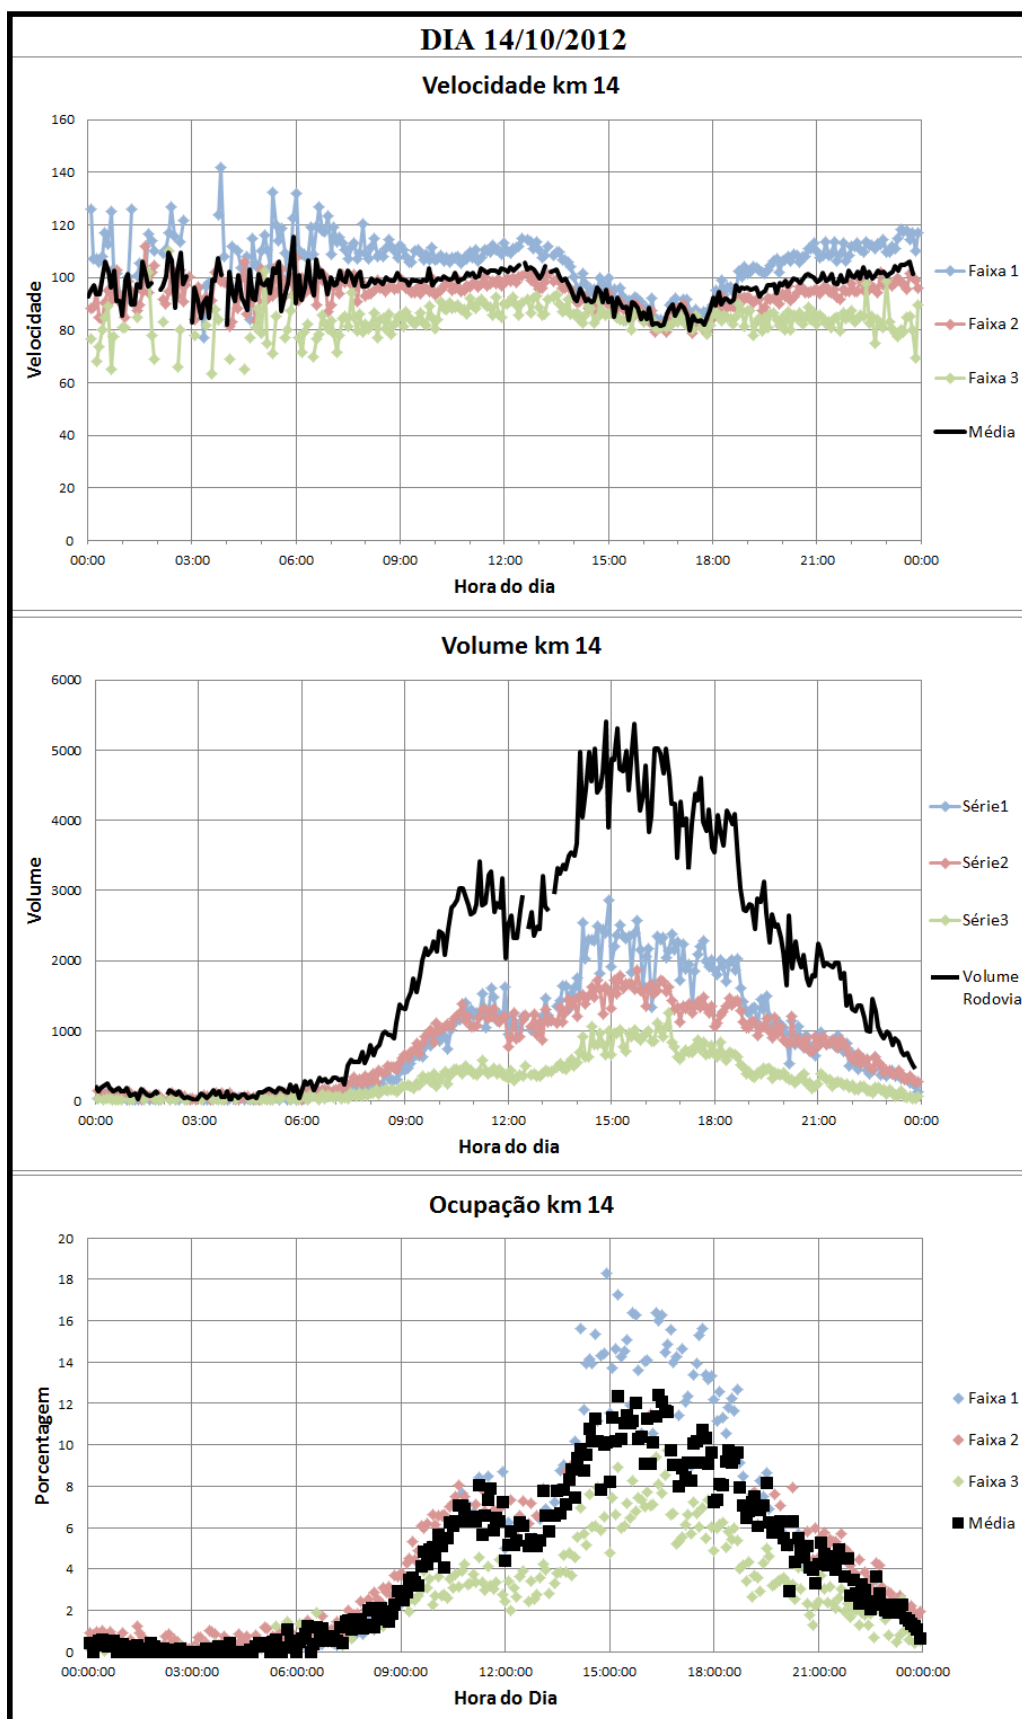 DIA 14/10/2012
Velocidade km 14
160
140
120
100
80
60
40
20
0
Velocidade
00:00 03:00 06:00 09:00 12:00 15:00 18:00 21:00 00:00
Hora do dia
Faixa 1
Faixa 2
Faixa 3
Média
Volume km 14
6000
5000
4000
3000
2000
1000
0
Volume
00:00 03:00 06:00 09:00 12:00 15:00 18:00 21:00 00:00
Hora do dia
Série1
Série2
Série3
Volume
Rodovia
Ocupação km 14
20
18
16
14
12
10
8
6
4
2
0
Porcentagem
00:00:00 03:00:00 06:00:00 09:00:00 12:00:00 15:00:00 18:00:00 21:00:00 00:00:00
Hora do Dia
Faixa 1
Faixa 2
Faixa 3
Média